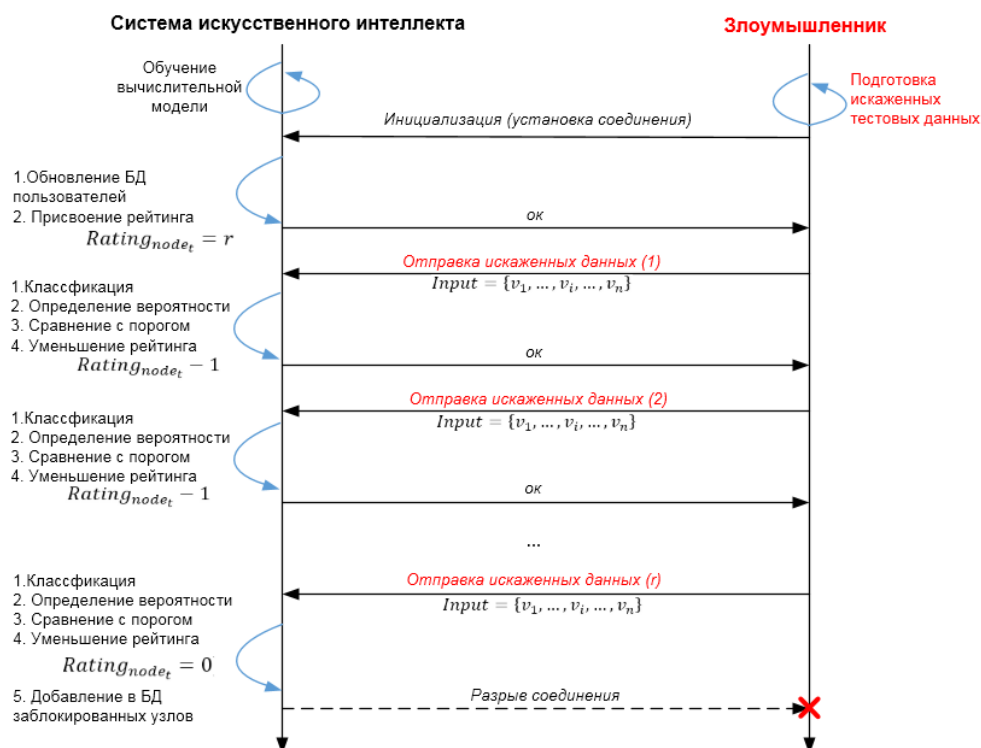 Система искусственного интеллекта
Злоумышленник
Обучение
вычислительной
модели
Подготовка
искаженных
тестовых данных
Инициализация (установка соединения)
1.Обновление БД
пользователей
2. Присвоение рейтинга
Rating_{node_t} = r
ок
Отправка искаженных данных (1)
Input = {v_1, ..., v_i, ..., v_n}
1.Классфикация
2. Определение вероятности
3. Сравнение с порогом
4. Уменьшение рейтинга
Rating_{node_t} − 1
ок
Отправка искаженных данных (2)
Input = {v_1, ..., v_i, ..., v_n}
1.Классфикация
2. Определение вероятности
3. Сравнение с порогом
4. Уменьшение рейтинга
Rating_{node_t} − 1
ок
...
Отправка искаженных данных (r)
Input = {v_1, ..., v_i, ..., v_n}
1.Классфикация
2. Определение вероятности
3. Сравнение с порогом
4. Уменьшение рейтинга
Rating_{node_t} = 0
5. Добавление в БД
заблокированных узлов
Разрыв соединения